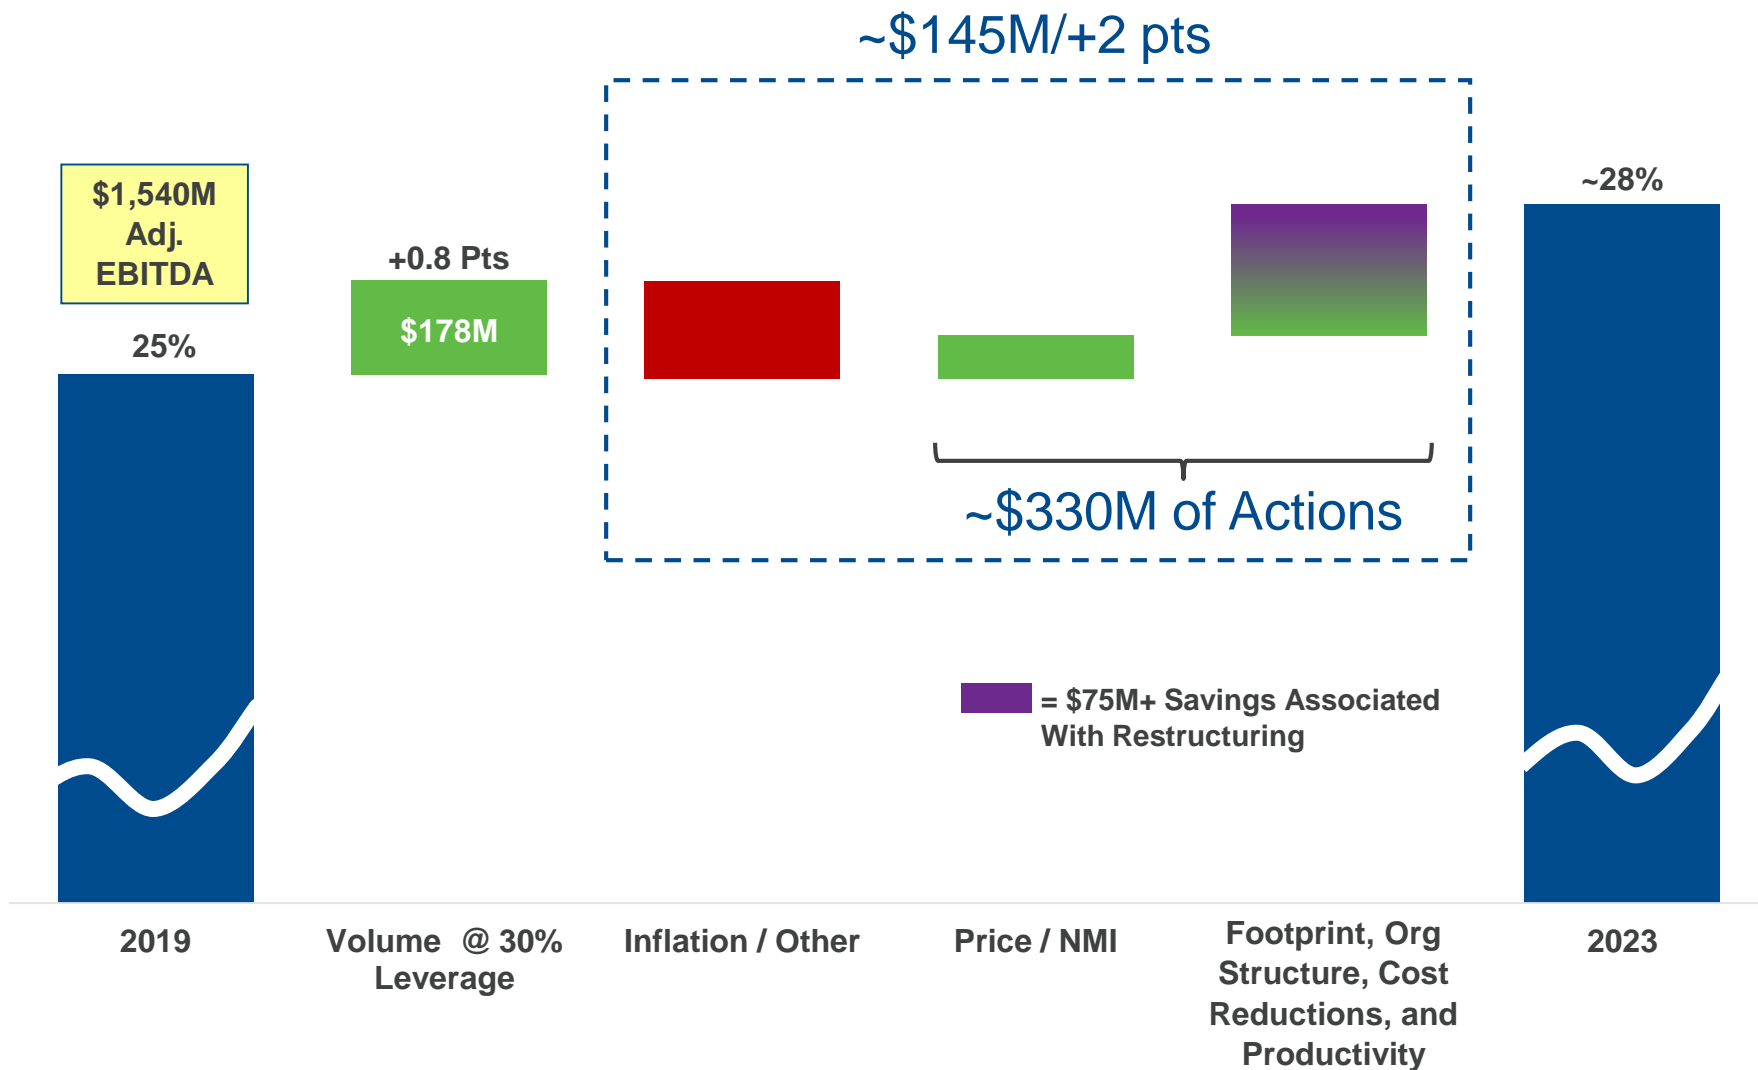 ~$145M/+2 pts
$1,540M
Adj.
EBITDA
25%
+0.8 Pts
$178M
~28%
~$330M of Actions
= $75M+ Savings Associated
With Restructuring
2019
Volume @ 30%
Leverage
Inflation / Other
Price / NMI
Footprint, Org
Structure, Cost
Reductions, and
Productivity
2023